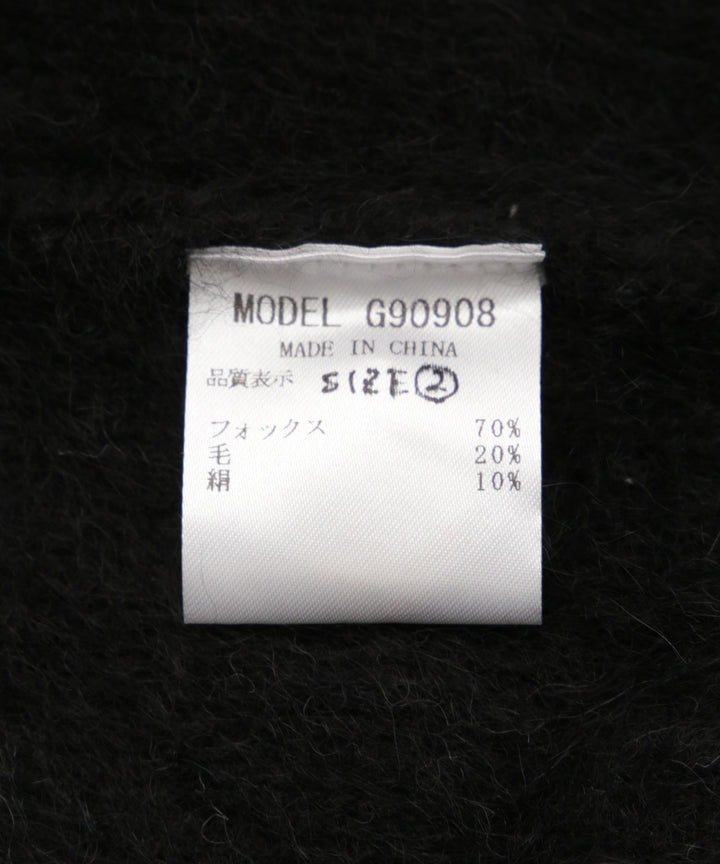 MODEL G90908
MADE IN CHINA
品質表示 SIZE②
フォックス 70%
毛 20%
絹 10%